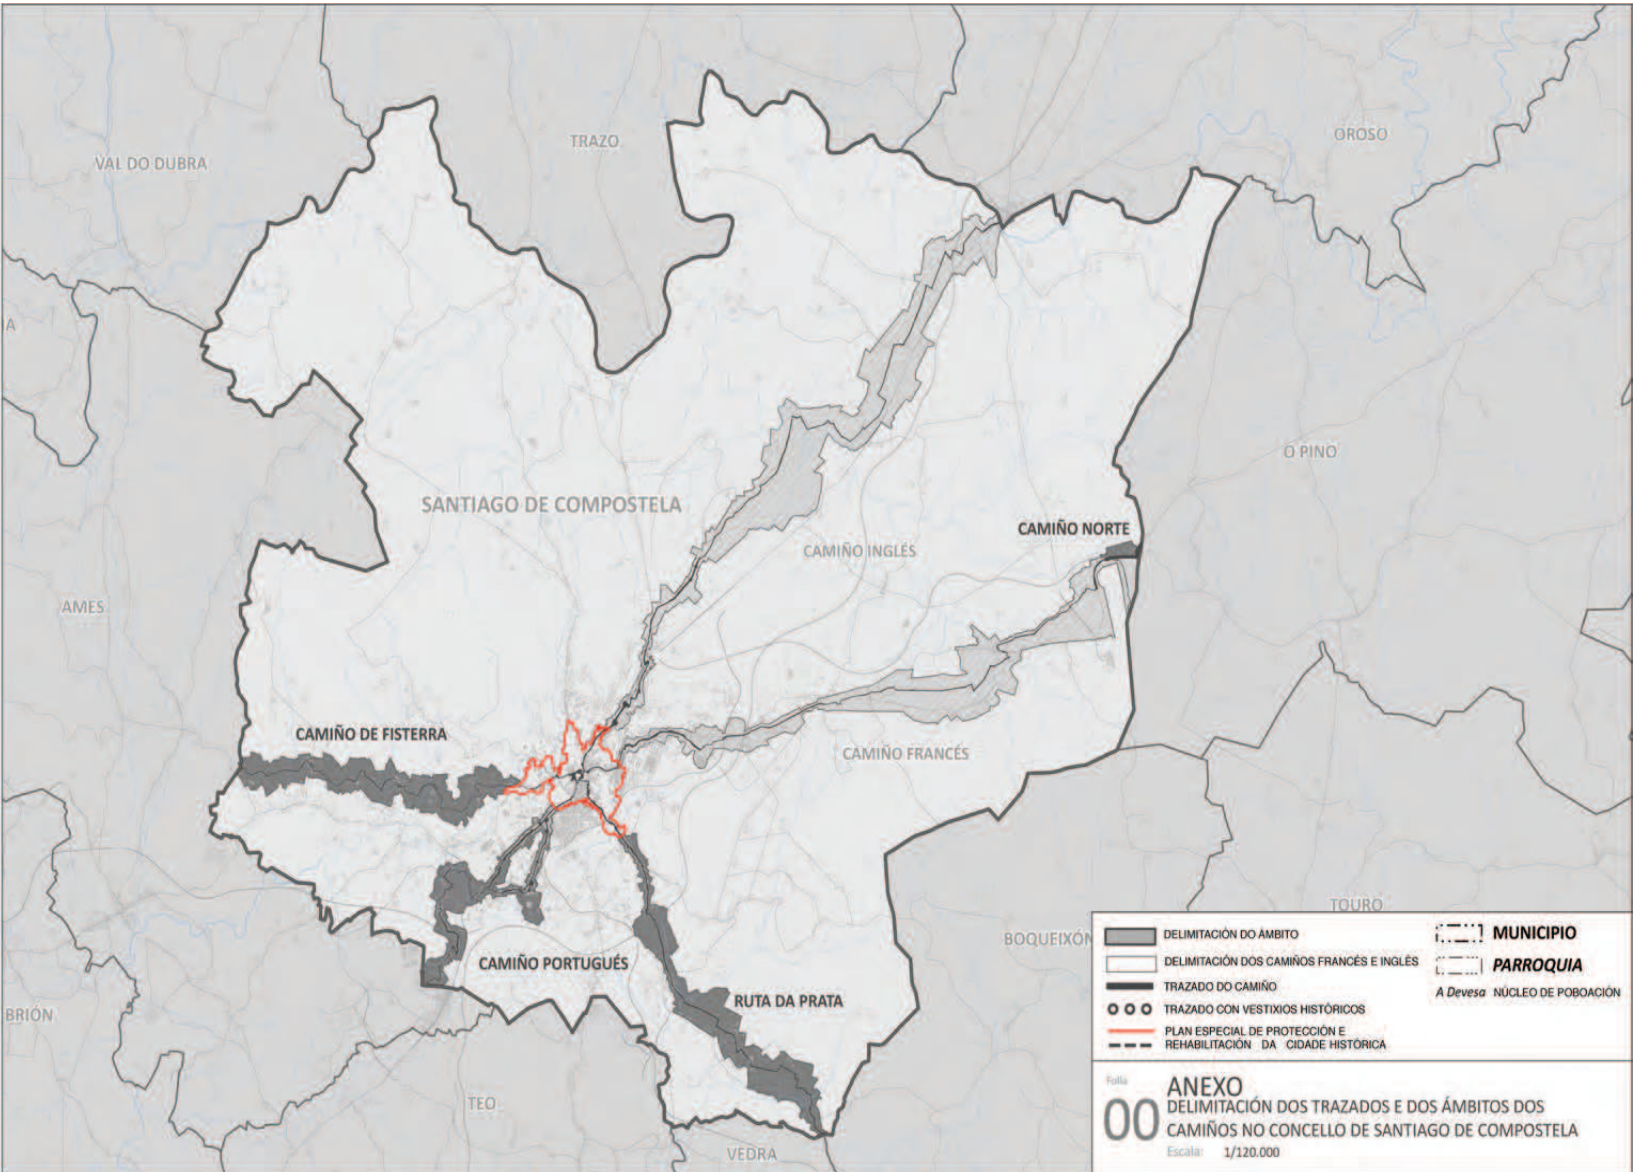 TRAZO
OROSO
VAL DO DUBRA
IA
O PINO
SANTIAGO DE COMPOSTELA
CAMIÑO NORTE
CAMIÑO INGLÉS
AMES
CAMIÑO DE FISTERRA
CAMIÑO FRANCÉS
TOURO
BOQUEIXÓN
CAMIÑO PORTUGUÉS
RUTA DA PRATA
BRIÓN
TEO
VEDRA
DELIMITACIÓN DO ÁMBITO
DELIMITACIÓN DOS CAMIÑOS FRANCÉS E INGLÉS
TRAZADO DO CAMIÑO
TRAZADO CON VESTIXIOS HISTÓRICOS
PLAN ESPECIAL DE PROTECCIÓN E
REHABILITACIÓN DA CIDADE HISTÓRICA
MUNICIPIO
PARROQUIA
A Devesa NÚCLEO DE POBOACIÓN
Folla
00
ANEXO
DELIMITACIÓN DOS TRAZADOS E DOS ÁMBITOS DOS
CAMIÑOS NO CONCELLO DE SANTIAGO DE COMPOSTELA
Escala: 1/120.000